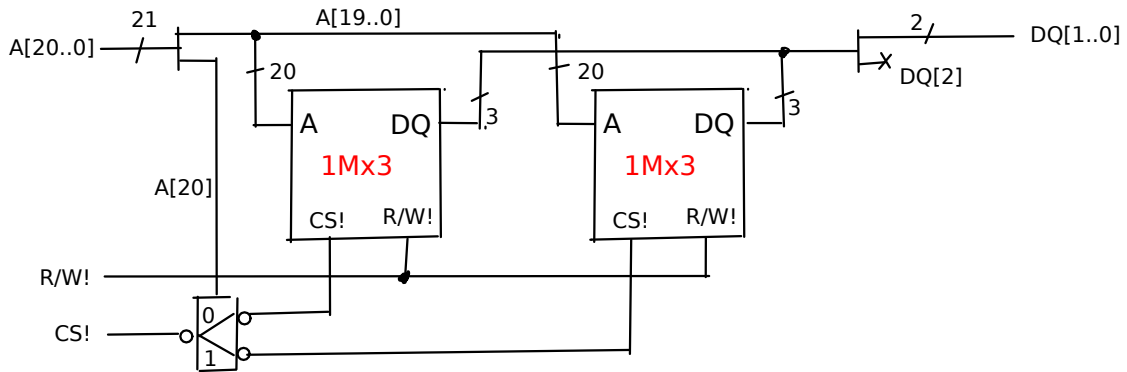 21
A[19..0]
2
A[20..0]
DQ[1..0]
20
20
DQ[2]
3
3
A
DQ
A
DQ
1Mx3
1Mx3
A[20]
CS!
R/W!
CS!
R/W!
R/W!
0
CS!
1